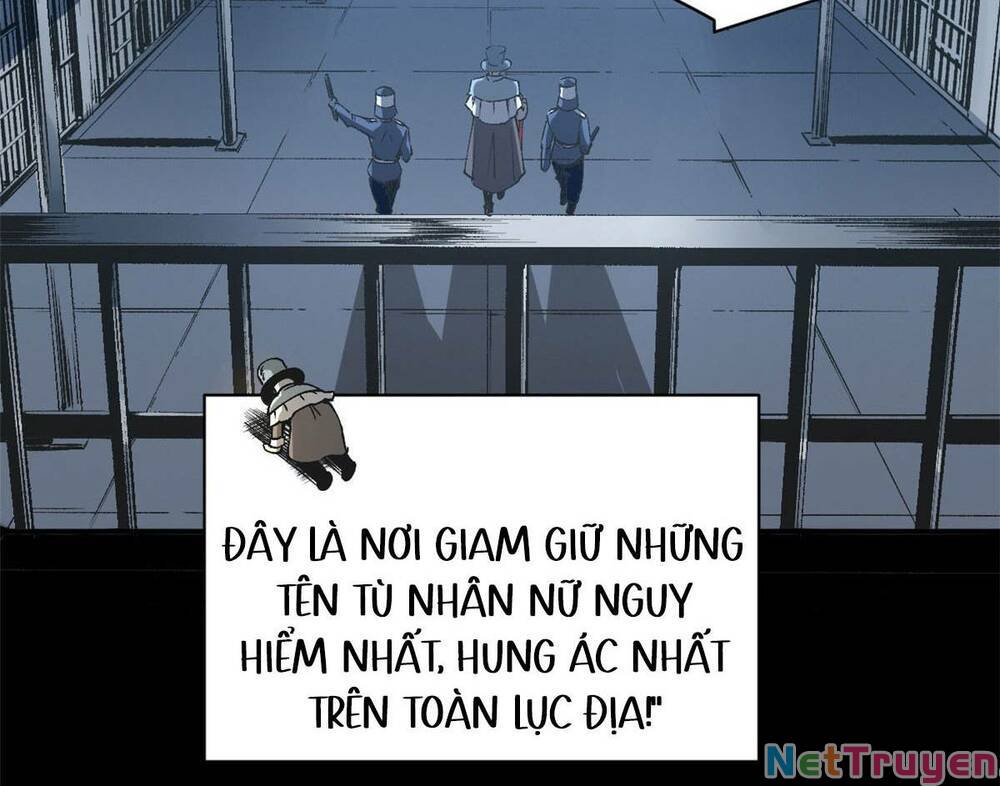 ĐÂY LÀ NƠI GIAM GIỮ NHỮNG
TÊN TÙ NHÂN NỮ NGUY
HIỂM NHẤT, HUNG ÁC NHẤT
TRÊN TOÀN LỤC ĐỊA!"
NetTruyen